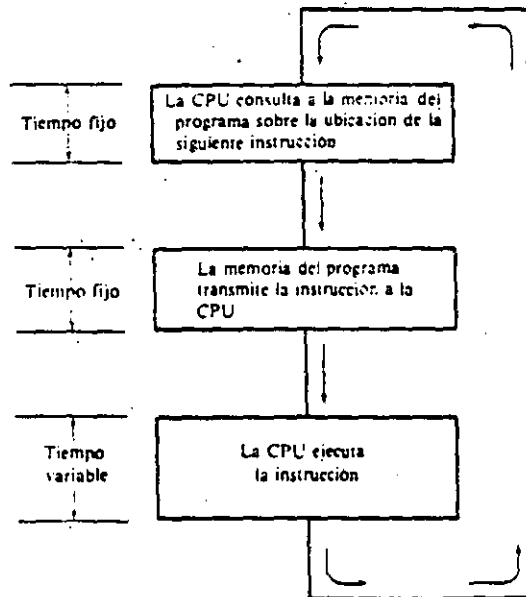 Tiempo fijo
La CPU consulta a la memoria del
programa sobre la ubicacion de la
siguiente instrucción
Tiempo fijo
La memoria del programa
transmite la instrucción a la
CPU
Tiempo
variable
La CPU ejecuta
la instrucción